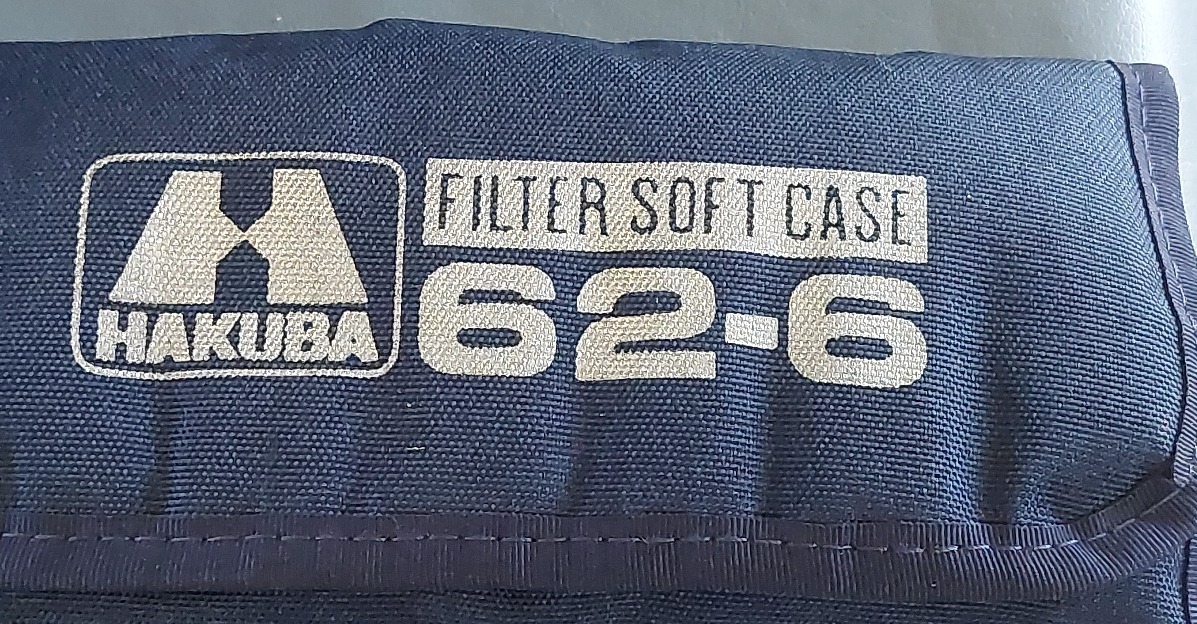 HAKUBA
FILTER SOFT CASE
62-6